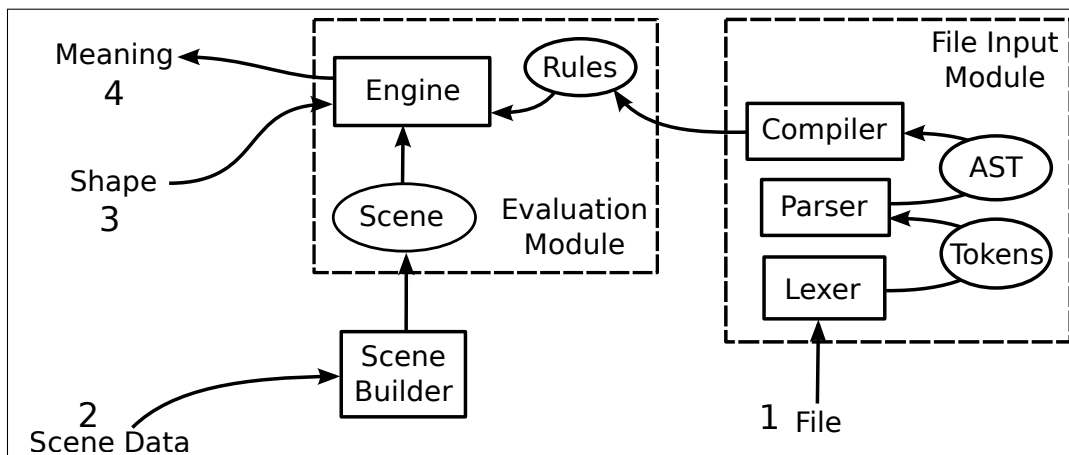 Meaning
4
Shape
3
Engine
Rules
Scene
Evaluation
Module
File Input
Module
Compiler
AST
Parser
Tokens
Lexer
Scene
Builder
2
Scene Data
1
File